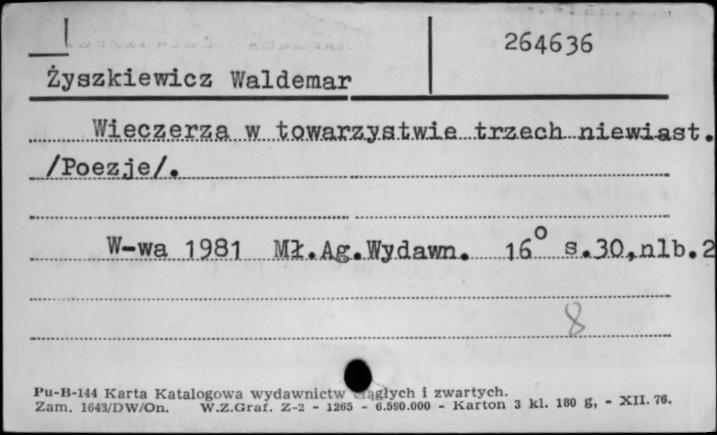 I
264636
Żyszkiewicz Waldemar
Wieczerza w towarzystwie trzech niewiast.
/Poezje/.
W-wa 1981 Mł.Ag.Wydawn. 16° s.30,nlb.2
8
Pu-B-144 Karta Katalogowa wydawnictw ciągłych i zwartych.
Zam. 1643/DW/On. W.Z.Graf. Z-2 - 1265 - 6.590.000 - Karton 3 kl. 180 g, - XII. 76.